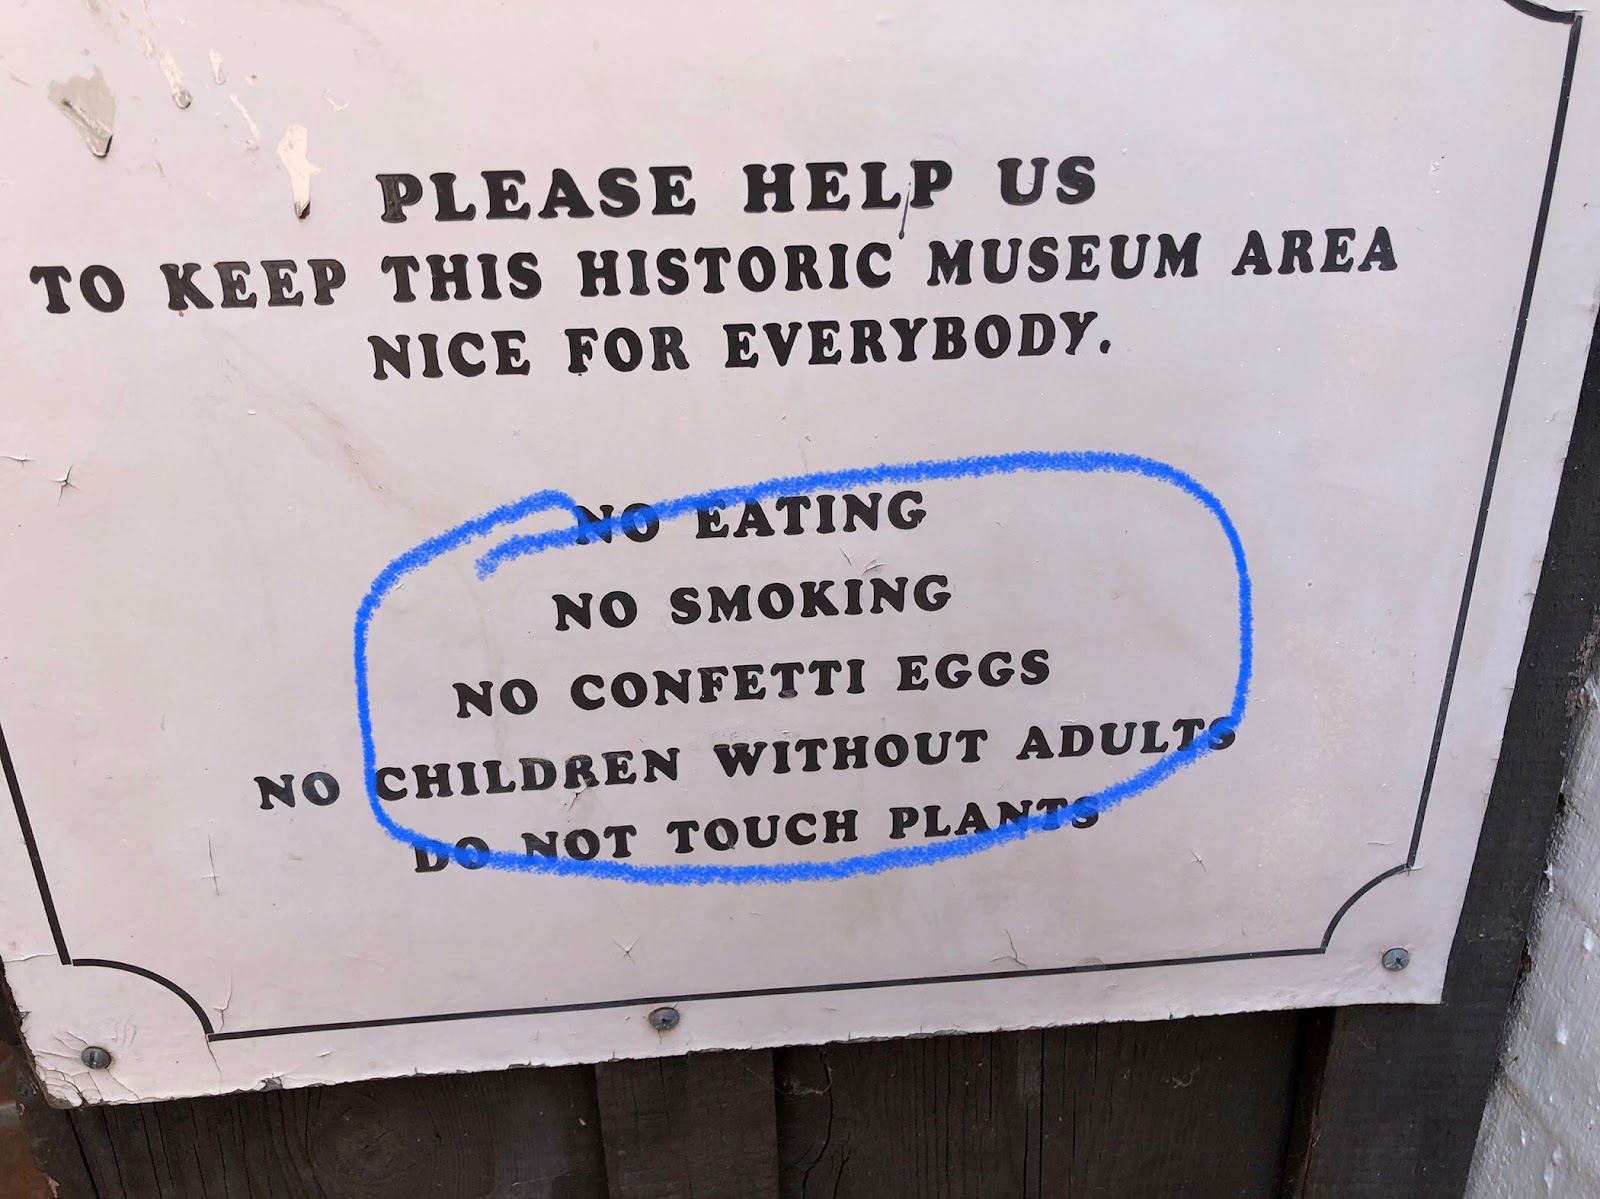 PLEASE HELP US
TO KEEP THIS HISTORIC MUSEUM AREA
NICE FOR EVERYBODY.
NO EATING
NO SMOKING
NO CONFETTI EGGS
NO CHILDREN WITHOUT ADULTS
DO NOT TOUCH PLANTS